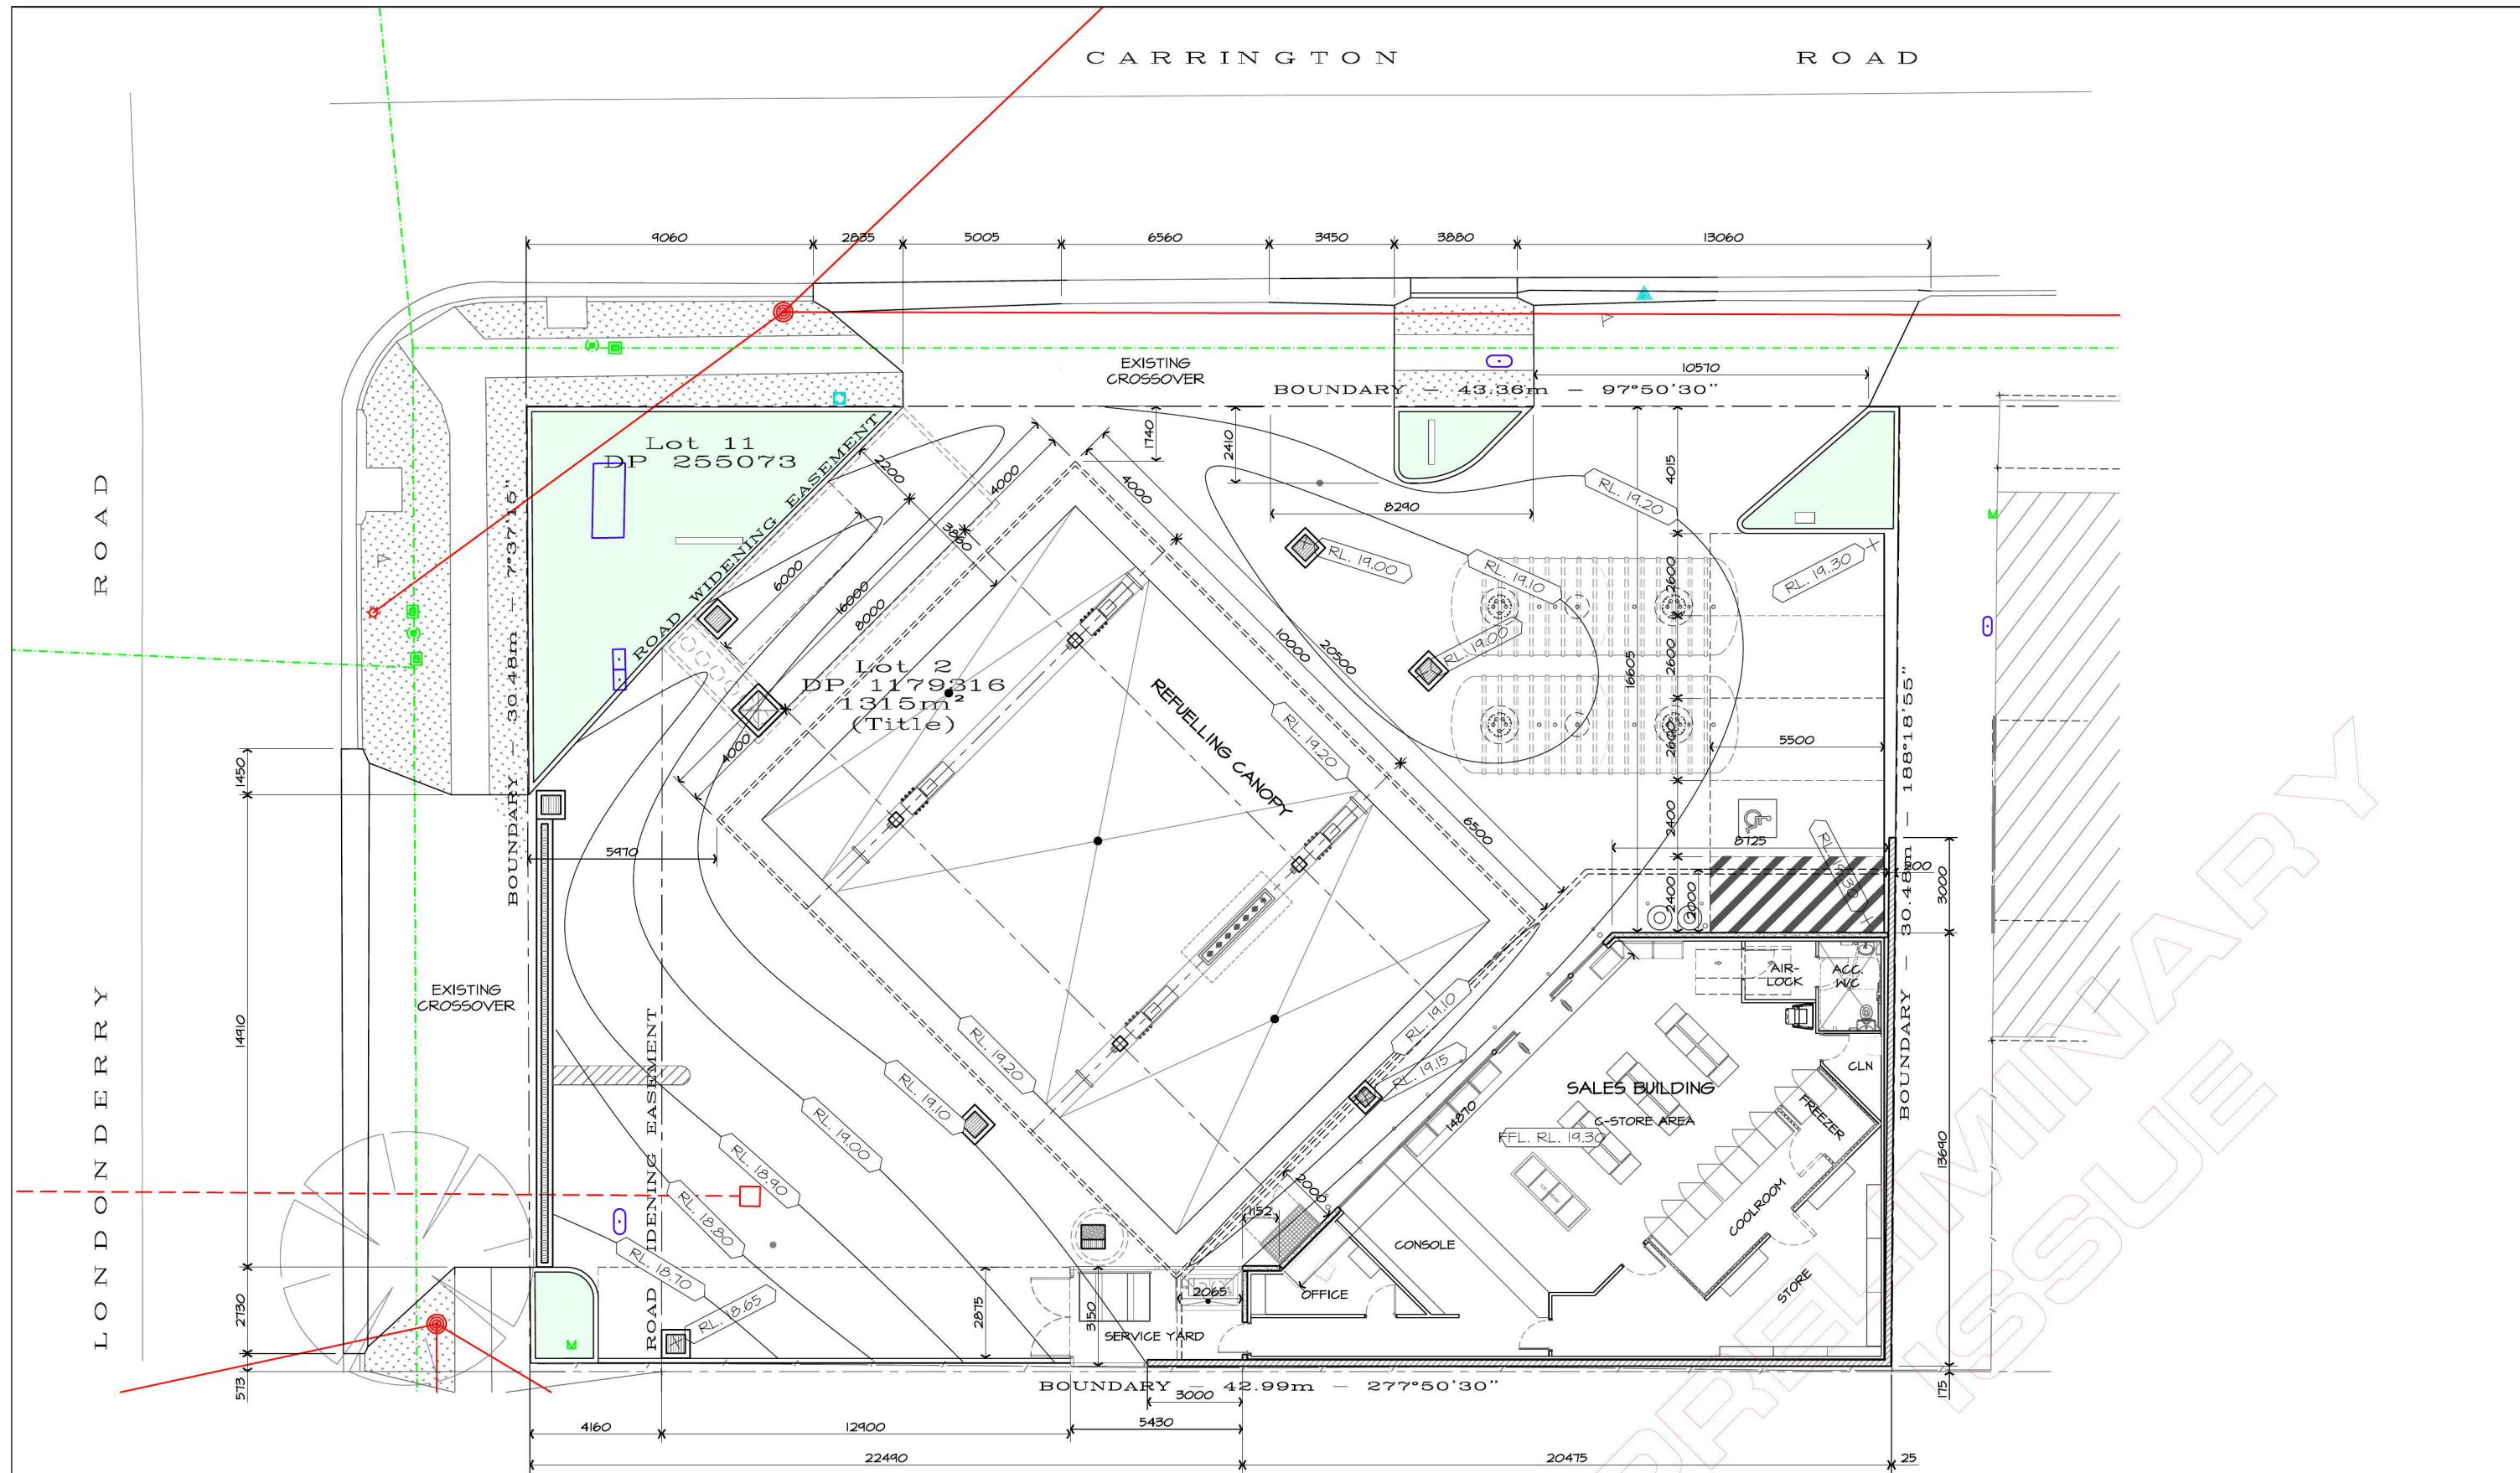 CARRINGTON ROAD
9060
2835
5005
6560
3950
3880
13060
EXISTING
CROSSOVER
10570
BOUNDARY – 43.36m – 97°50'30"
Lot 11
DP 255073
ROAD WIDENING EASEMENT
BOUNDARY – 30.48m – 7°37'15"
LONDONDERRY ROAD
2200
3860
4000
6000
16000
8000
4000
1740
4000
2410
8290
4015
RL. 19.20
RL. 19.00
RL. 19.10
RL. 19.30
RL. 19.00
2600
2600
2600
16605
10000
20500
6500
Lot 2
DP 1179316
1315m²
(Title)
REFUELLING CANOPY
RL. 19.20
5500
2400
8725
2400
2000
RL. 19.30
3000
BOUNDARY – 30.48m – 188°18'55"
1450
5970
14910
EXISTING
CROSSOVER
ROAD WIDENING EASEMENT
AIR-
LOCK
ACC.
WC
CLN
SALES BUILDING
C-STORE AREA
FFL. RL. 19.30
FREEZER
COOLROOM
STORE
14870
RL. 19.10
RL. 19.15
RL. 19.20
RL. 19.10
RL. 19.00
RL. 18.90
RL. 18.80
RL. 18.70
RL. 18.65
2000
1152
CONSOLE
OFFICE
2065
SERVICE YARD
2875
3150
13690
2730
573
175
BOUNDARY – 42.99m – 277°50'30"
3000
5430
4160
12900
22490
20475
25
PRELIMINARY
ISSUE